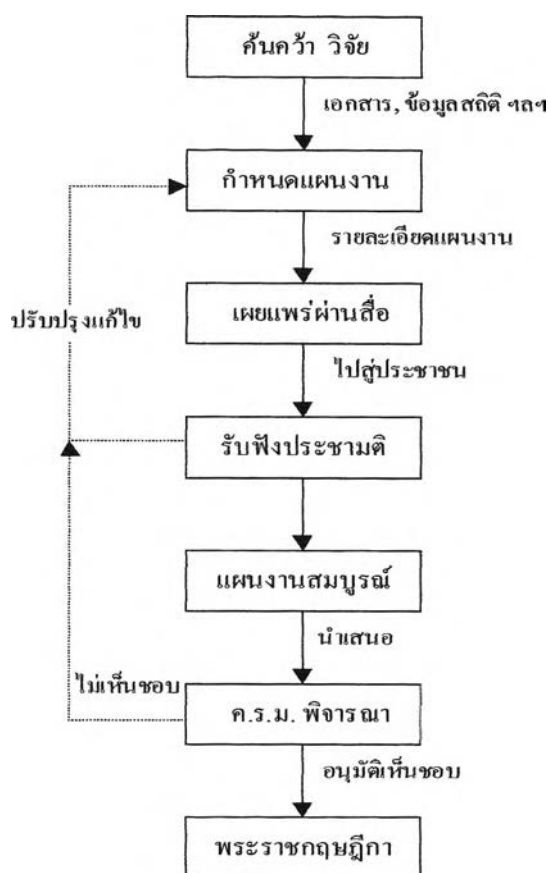 ค้นคว้า วิจัย
เอกสาร, ข้อมูลสถิติ ฯลฯ
กำหนดแผนงาน
รายละเอียดแผนงาน
ปรับปรุงแก้ไข
เผยแพร่ผ่านสื่อ
ไปสู่ประชาชน
รับฟังประชามติ
แผนงานสมบูรณ์
นำเสนอ
ไม่เห็นชอบ
ค.ร.ม. พิจารณา
อนุมัติเห็นชอบ
พระราชกฤษฎีกา